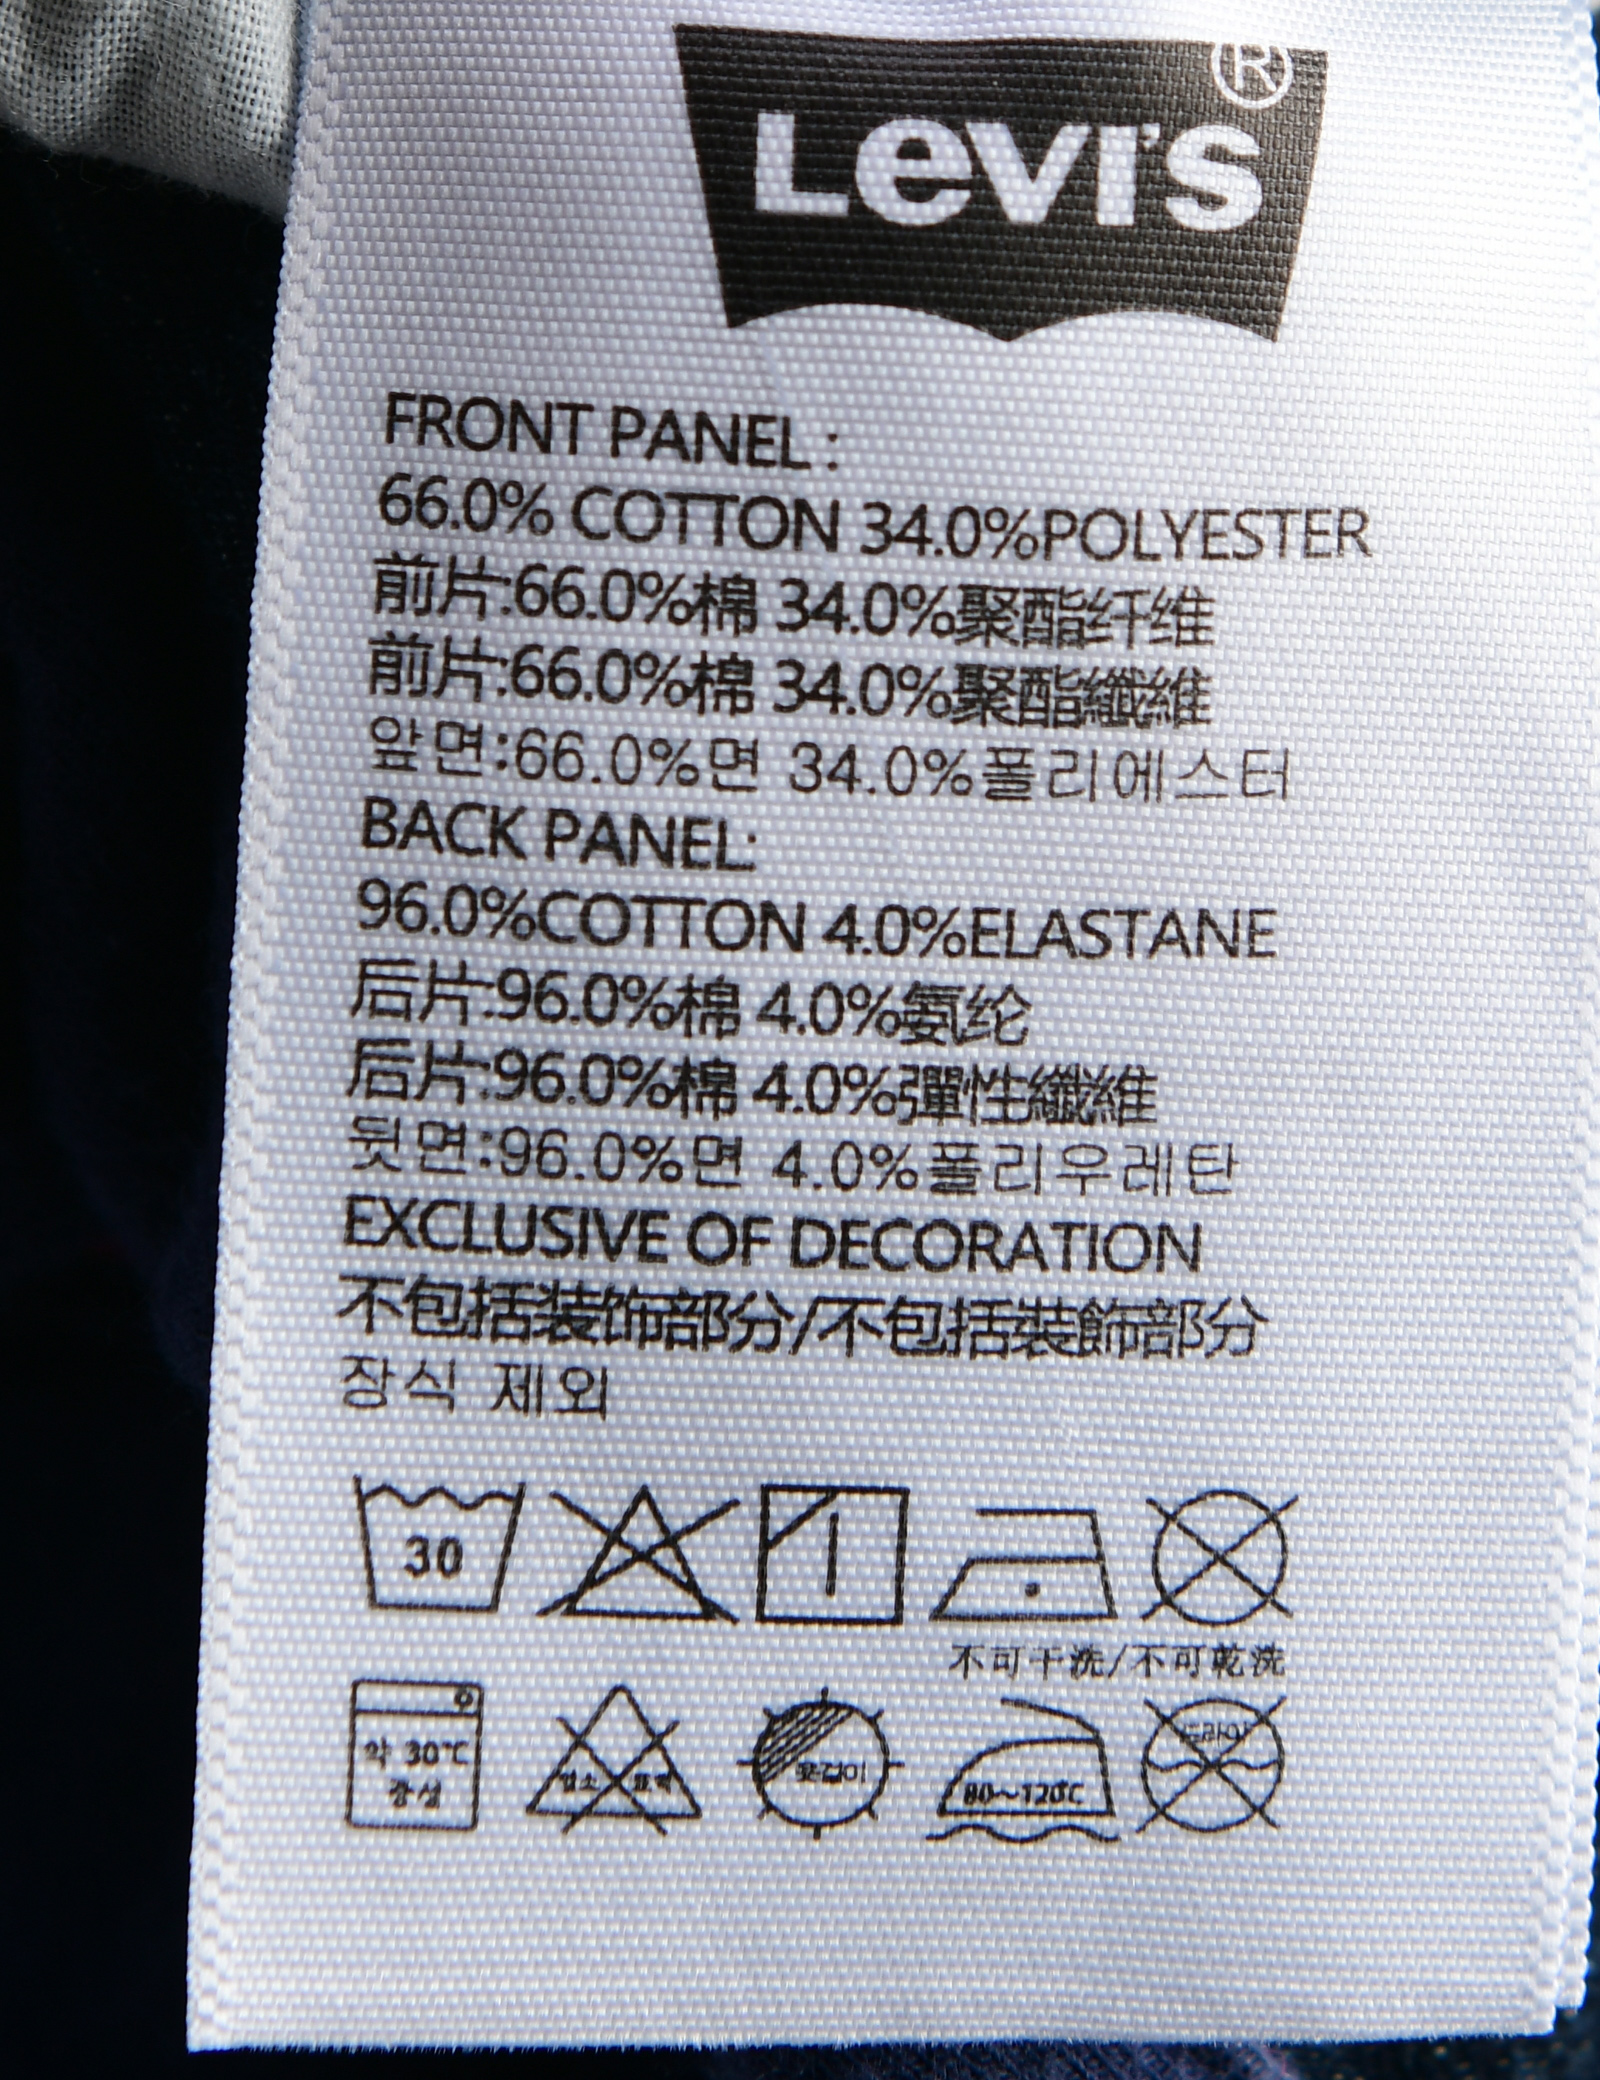 Levi's®
FRONT PANEL :
66.0% COTTON 34.0%POLYESTER
前片:66.0%棉 34.0%聚酯纤维
前片:66.0%棉 34.0%聚酯纖維
앞면:66.0%면 34.0%폴리에스터
BACK PANEL:
96.0%COTTON 4.0%ELASTANE
后片:96.0%棉 4.0%氨纶
后片:96.0%棉 4.0%彈性纖維
뒷면:96.0%면 4.0%폴리우레탄
EXCLUSIVE OF DECORATION
不包括装饰部分/不包括裝飾部分
장식 제외
30
不可干洗/不可乾洗
약 30℃
80~120℃
중성
드라이